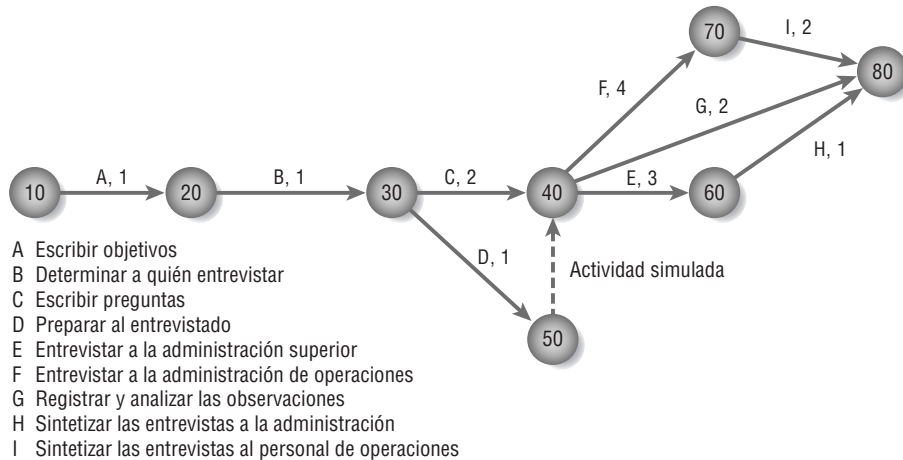 70
I, 2
80
F, 4
G, 2
H, 1
10
A, 1
20
B, 1
30
C, 2
40
E, 3
60
D, 1
Actividad simulada
50
A Escribir objetivos
B Determinar a quién entrevistar
C Escribir preguntas
D Preparar al entrevistado
E Entrevistar a la administración superior
F Entrevistar a la administración de operaciones
G Registrar y analizar las observaciones
H Sintetizar las entrevistas a la administración
I Sintetizar las entrevistas al personal de operaciones